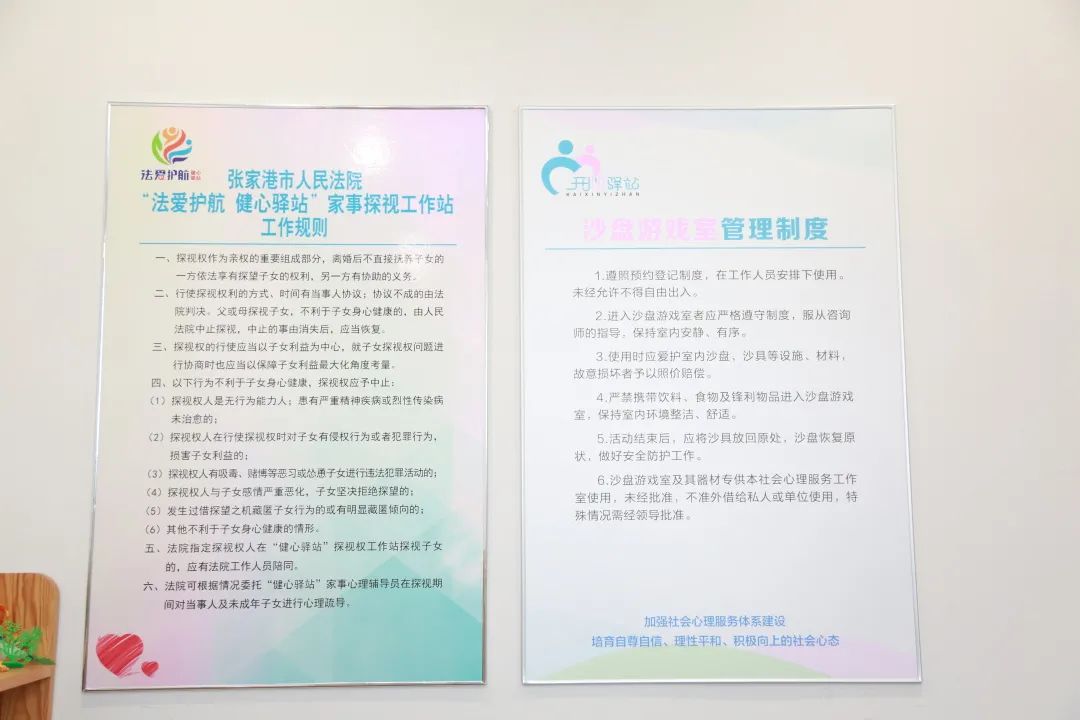 法爱护航
张家港市人民法院
“法爱护航 健心驿站”家事探视工作站
工作规则
一、探视权作为亲权的重要组成部分，离婚后不直接抚养子女的
一方依法享有探望子女的权利，另一方有协助的义务。
二、行使探视权利的方式、时间有当事人协议；协议不成的由法
院判决。父或母探视子女，不利于子女身心健康的，由人民
法院中止探视，中止的事由消失后，应当恢复。
三、探视权的行使应当以子女利益为中心，就子女探视权问题进
行协商时也应当以保障子女利益最大化角度考量。
四、以下行为不利于子女身心健康，探视权应予中止：
（1）探视权人是无行为能力人；患有严重精神疾病或烈性传染病
未治愈的；
（2）探视权人在行使探视权时对子女有侵权行为或者犯罪行为，
损害子女利益的；
（3）探视权人有吸毒、赌博等恶习或怂恿子女进行违法犯罪活动的；
（4）探视权人与子女感情严重恶化，子女坚决拒绝探望的；
（5）发生过借探望之机藏匿子女行为的或有明显藏匿倾向的；
（6）其他不利于子女身心健康的情形。
五、法院指定探视权人在“健心驿站”探视权工作站探视子女
的，应有法院工作人员陪同。
六、法院可根据情况委托“健心驿站”家事心理辅导员在探视期
间对当事人及未成年子女进行心理疏导。
驿站
HAIXINYIZHAN
沙盘游戏室管理制度
1.遵照预约登记制度，在工作人员安排下使用。
未经允许不得自由出入。
2.进入沙盘游戏室者应严格遵守制度，服从咨询
师的指导，保持室内安静、有序。
3.使用时应爱护室内沙盘，沙具等设施、材料，
故意损坏者予以照价赔偿。
4.严禁携带饮料、食物及锋利物品进入沙盘游戏
室，保持室内环境整洁、舒适。
5.活动结束后，应将沙具放回原处，沙盘恢复原
状，做好安全防护工作。
6.沙盘游戏室及其器材专供本社会心理服务工作
室使用，未经批准，不准外借给私人或单位使用，特
殊情况需经领导批准。
加强社会心理服务体系建设
培育自尊自信、理性平和、积极向上的社会心态